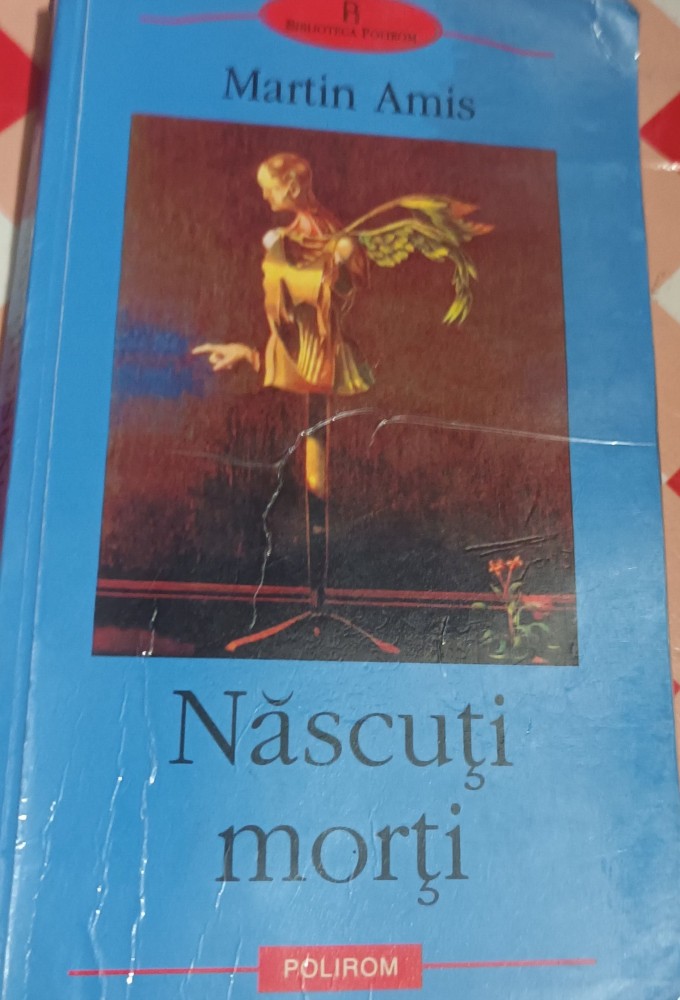 R
BIBLIOTECA POLIROM
Martin Amis
Născuţi
morţi
POLIROM